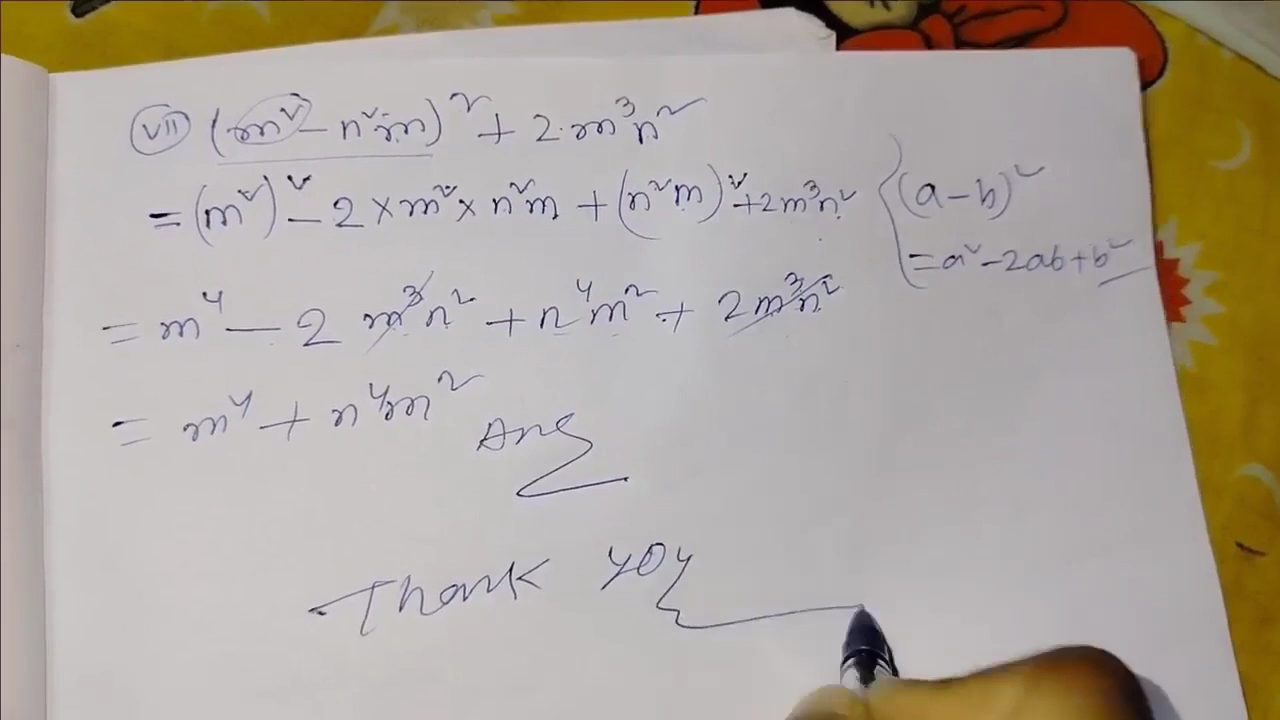 (vii) (m² - n²m)² + 2·m³n²
= (m²)² - 2 × m² × n²m + (n²m)² + 2m³n²
{ (a - b)²
= a² - 2ab + b²
= m⁴ - 2 m³n² + n⁴m² + 2m³n²
= m⁴ + n⁴m² Ans
Thank you